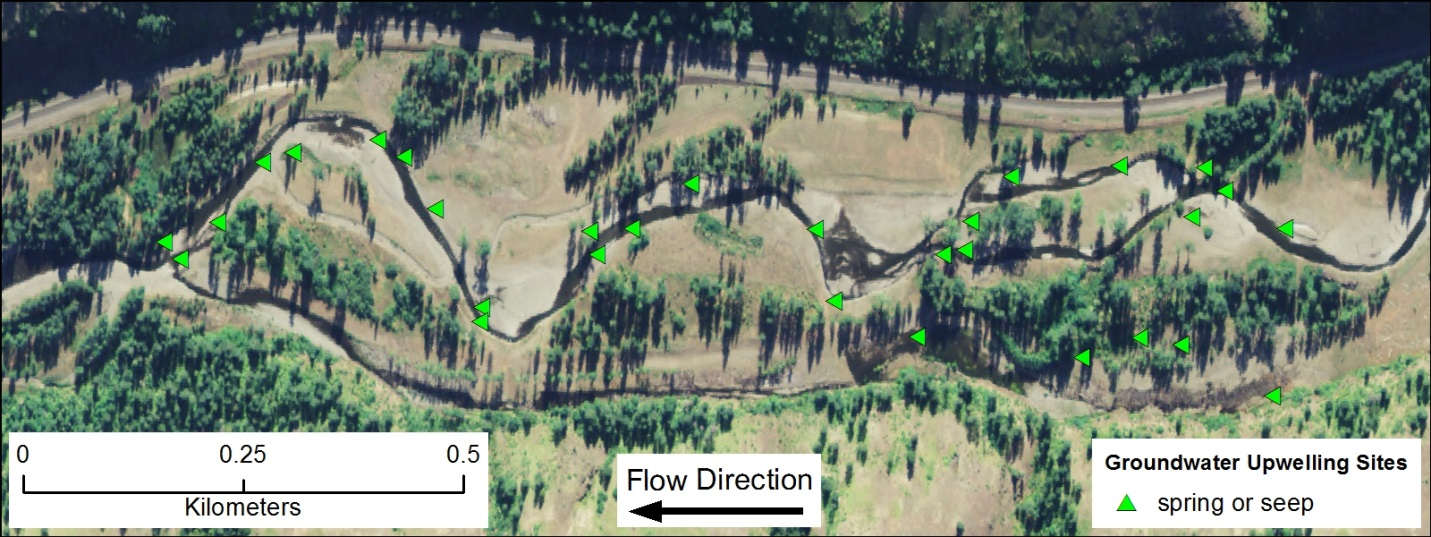 0 0.25 0.5
Kilometers
Flow Direction
Groundwater Upwelling Sites
spring or seep